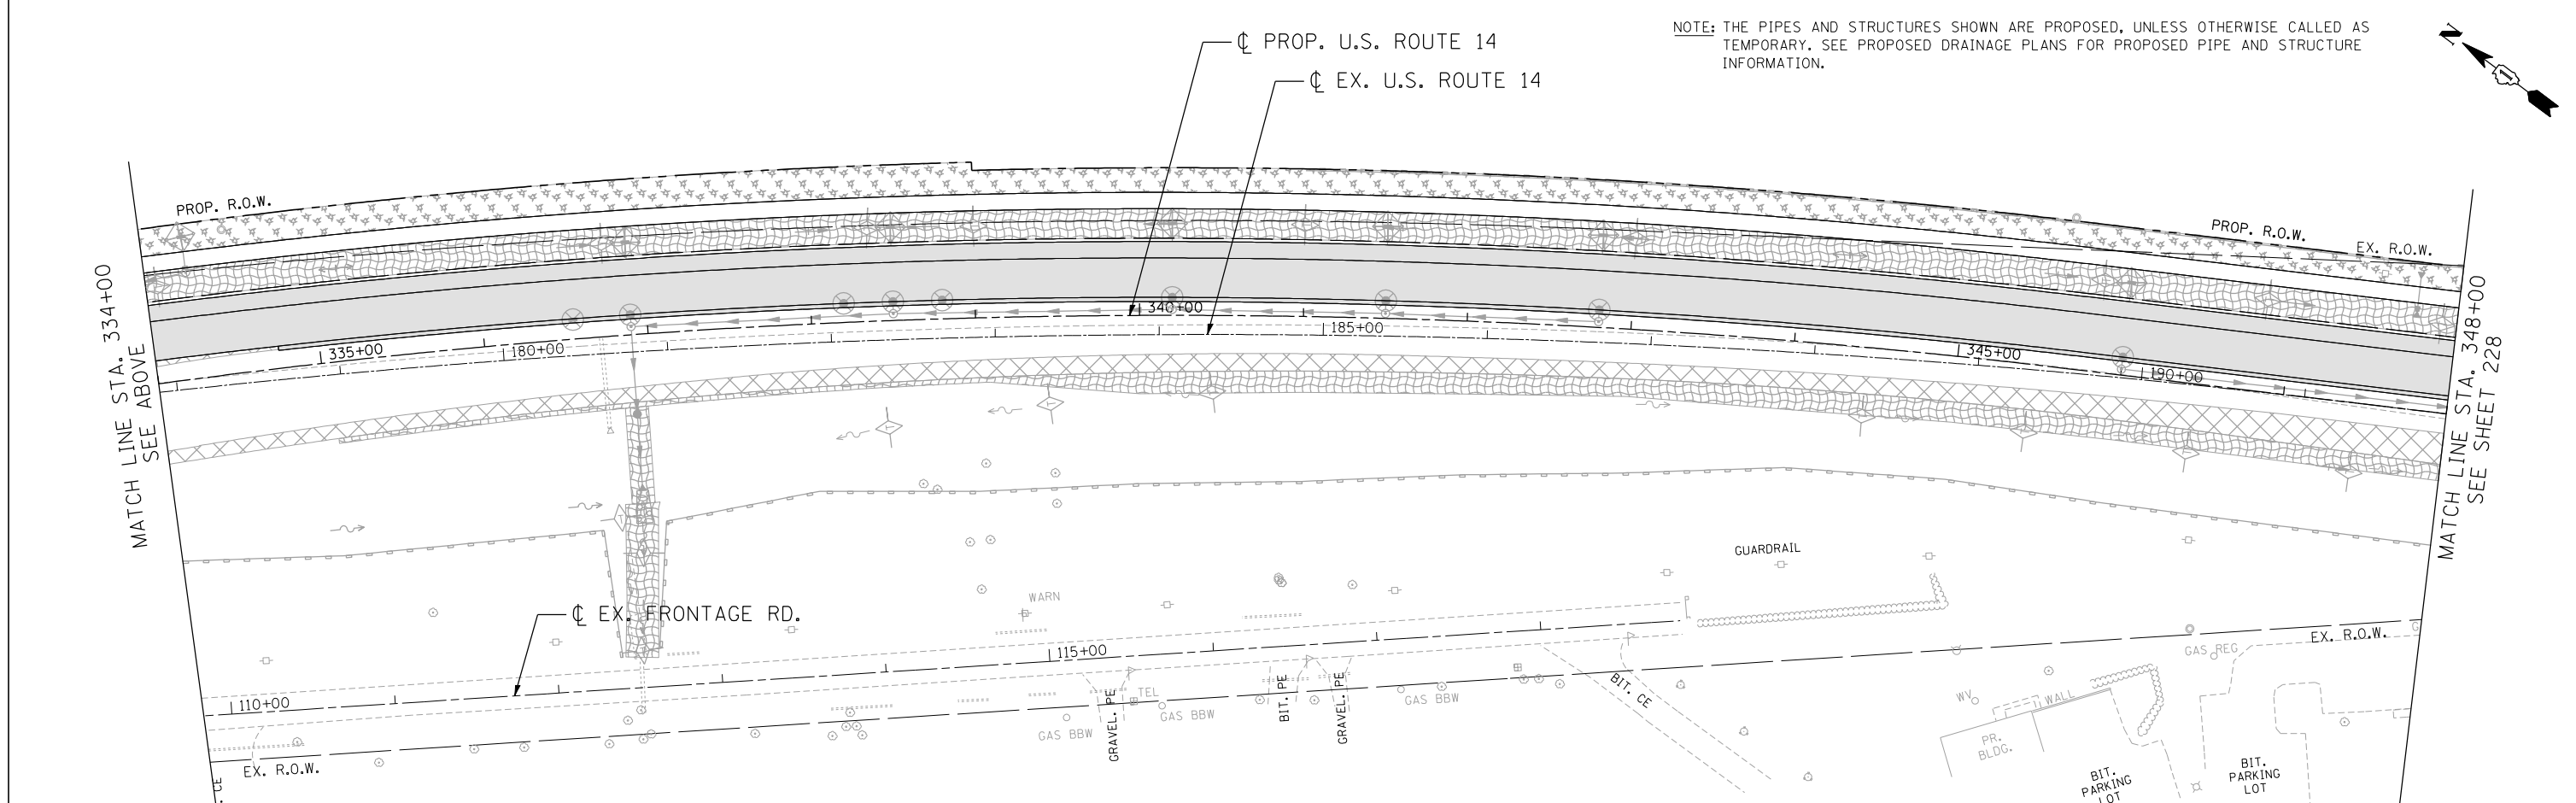 ℄ PROP. U.S. ROUTE 14
℄ EX. U.S. ROUTE 14
NOTE: THE PIPES AND STRUCTURES SHOWN ARE PROPOSED, UNLESS OTHERWISE CALLED AS
TEMPORARY. SEE PROPOSED DRAINAGE PLANS FOR PROPOSED PIPE AND STRUCTURE
INFORMATION.
N
PROP. R.O.W.
PROP. R.O.W.
EX. R.O.W.
MATCH LINE STA. 334+00
SEE ABOVE
335+00
180+00
340+00
185+00
345+00
190+00
MATCH LINE STA. 348+00
SEE SHEET 228
GUARDRAIL
WARN
℄ EX. FRONTAGE RD.
110+00
115+00
EX. R.O.W.
EX. R.O.W.
GAS REG
G
TEL
GAS BBW
GAS BBW
GAS BBW
GRAVEL. PE
BIT. PE
GRAVEL. PE
BIT. CE
WV
WALL
PR.
BLDG.
BIT.
PARKING
LOT
BIT.
PARKING
LOT
. CE